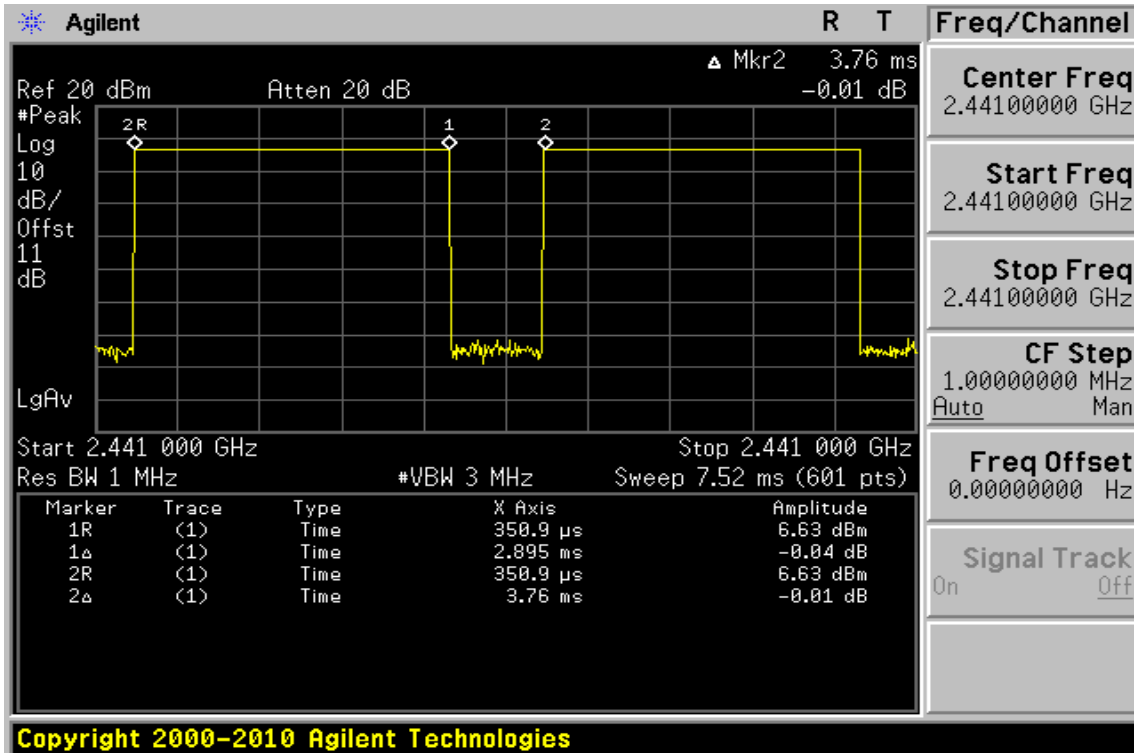 Agilent R T
Freq/Channel
▵ Mkr2 3.76 ms
Ref 20 dBm Atten 20 dB -0.01 dB
#Peak
Log
10
dB/
Offst
11
dB
LgAv
2R 1 2
Start 2.441 000 GHz Stop 2.441 000 GHz
Res BW 1 MHz #VBW 3 MHz Sweep 7.52 ms (601 pts)
Marker Trace Type X Axis Amplitude
1R (1) Time 350.9 µs 6.63 dBm
1▵ (1) Time 2.895 ms -0.04 dB
2R (1) Time 350.9 µs 6.63 dBm
2▵ (1) Time 3.76 ms -0.01 dB
Center Freq
2.44100000 GHz
Start Freq
2.44100000 GHz
Stop Freq
2.44100000 GHz
CF Step
1.00000000 MHz
Auto Man
Freq Offset
0.00000000 Hz
Signal Track
On Off
Copyright 2000-2010 Agilent Technologies